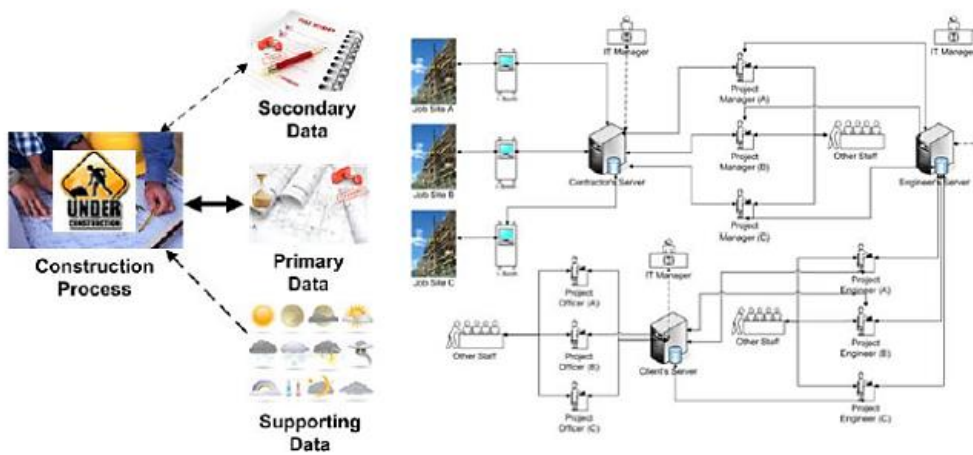 Secondary
Data
UNDER
CONSTRUCTION
Construction
Process
Primary
Data
Supporting
Data
IT Manager
IT Manager
Job Site A
Project
Manager (A)
Job Site B
Contractor's Server
Project
Manager (B)
Other Staff
Engineer's Server
Job Site C
Project
Manager (C)
IT Manager
Project
Officer (A)
Project
Engineer (A)
Other Staff
Project
Officer (B)
Client's Server
Other Staff
Project
Engineer (B)
Project
Officer (C)
Project
Engineer (C)